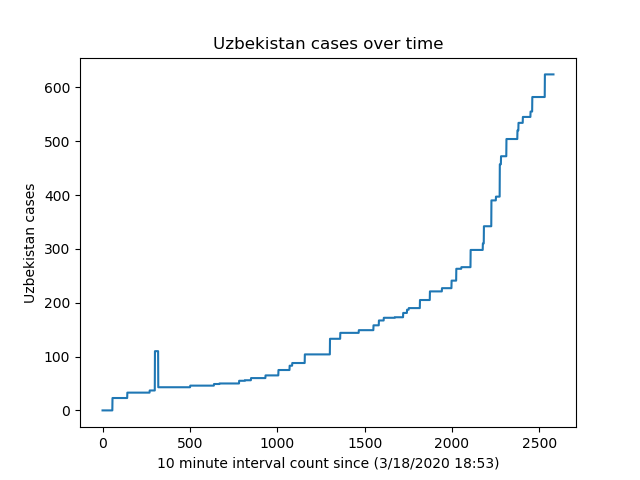 Uzbekistan cases over time
600
500
400
300
200
100
0
Uzbekistan cases
0 500 1000 1500 2000 2500
10 minute interval count since (3/18/2020 18:53)